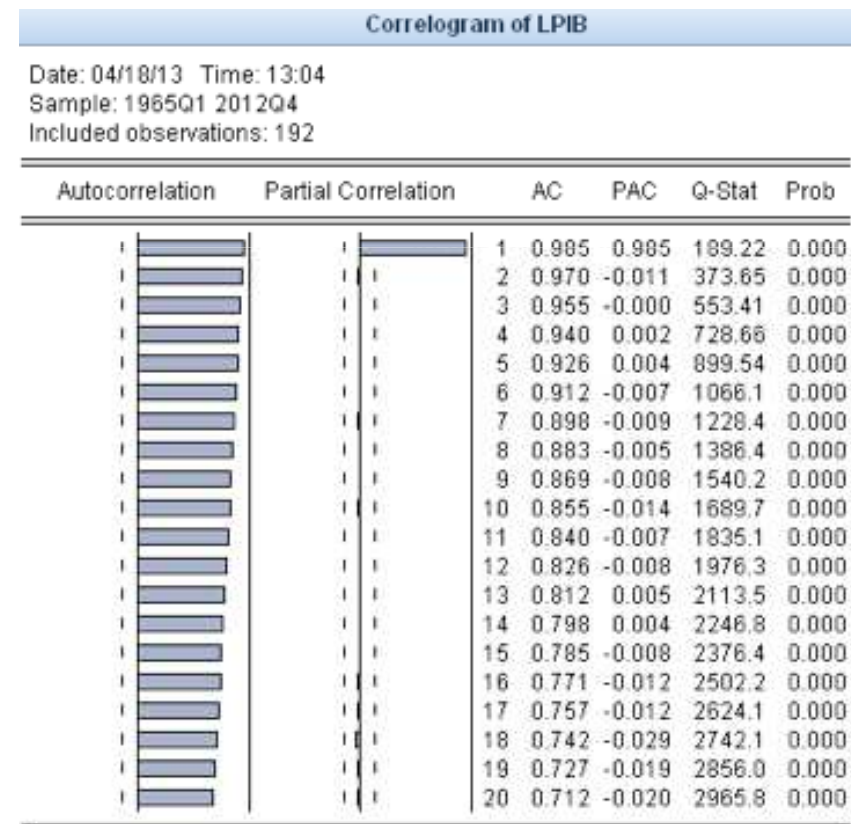 Correlogram of LPIB
Date: 04/18/13 Time: 13:04
Sample: 1965Q1 2012Q4
Included observations: 192
Autocorrelation Partial Correlation AC PAC Q-Stat Prob
1 0.985 0.985 189.22 0.000
2 0.970 -0.011 373.65 0.000
3 0.955 -0.000 553.41 0.000
4 0.940 0.002 728.66 0.000
5 0.926 0.004 899.54 0.000
6 0.912 -0.007 1066.1 0.000
7 0.898 -0.009 1228.4 0.000
8 0.883 -0.005 1386.4 0.000
9 0.869 -0.008 1540.2 0.000
10 0.855 -0.014 1689.7 0.000
11 0.840 -0.007 1835.1 0.000
12 0.826 -0.008 1976.3 0.000
13 0.812 0.005 2113.5 0.000
14 0.798 0.004 2246.8 0.000
15 0.785 -0.008 2376.4 0.000
16 0.771 -0.012 2502.2 0.000
17 0.757 -0.012 2624.1 0.000
18 0.742 -0.029 2742.1 0.000
19 0.727 -0.019 2856.0 0.000
20 0.712 -0.020 2965.8 0.000